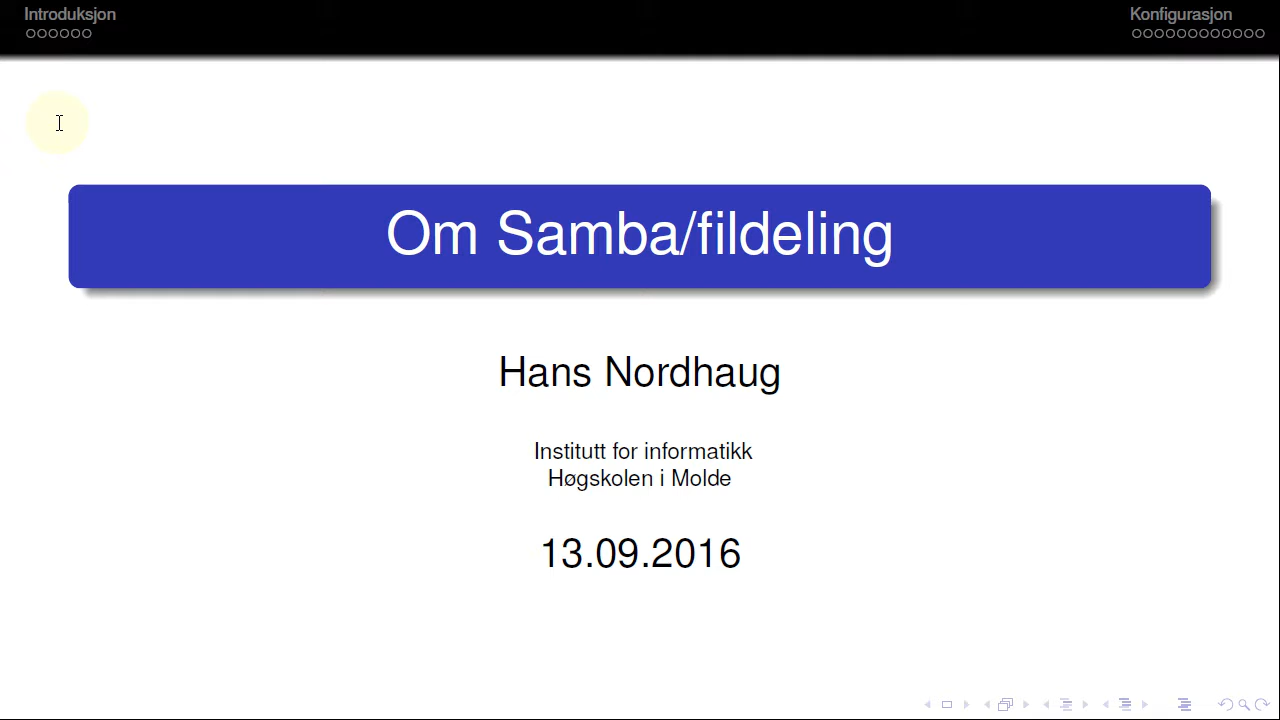 Introduksjon
Konfigurasjon
Om Samba/fildeling
Hans Nordhaug
Institutt for informatikk
Høgskolen i Molde
13.09.2016